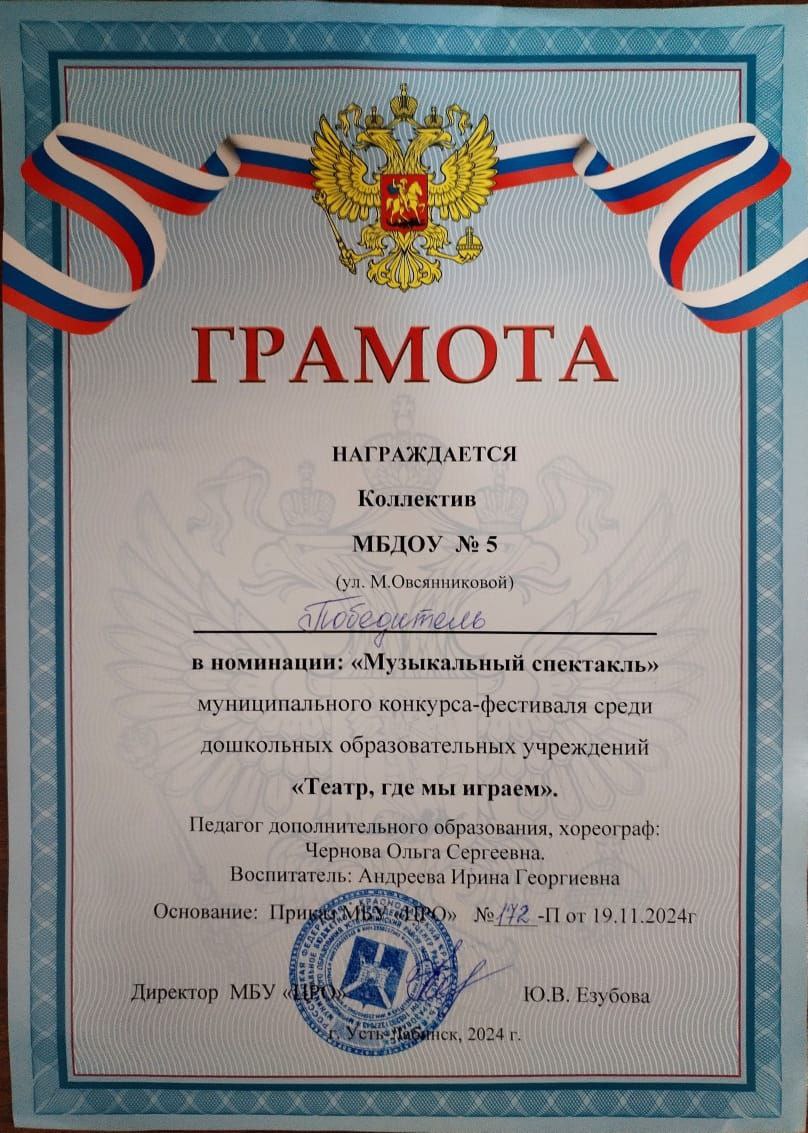 ГРАМОТА
НАГРАЖДАЕТСЯ
Коллектив
МБДОУ № 5
(ул. М.Овсянниковой)
Победитель
в номинации: «Музыкальный спектакль»
муниципального конкурса-фестиваля среди
дошкольных образовательных учреждений
«Театр, где мы играем».
Педагог дополнительного образования, хореограф:
Чернова Ольга Сергеевна.
Воспитатель: Андреева Ирина Георгиевна
Основание: Приказ МБУ «ЦРО» №172-П от 19.11.2024г
Директор МБУ «ЦРО» Ю.В. Езубова
г. Усть-Лабинск, 2024 г.